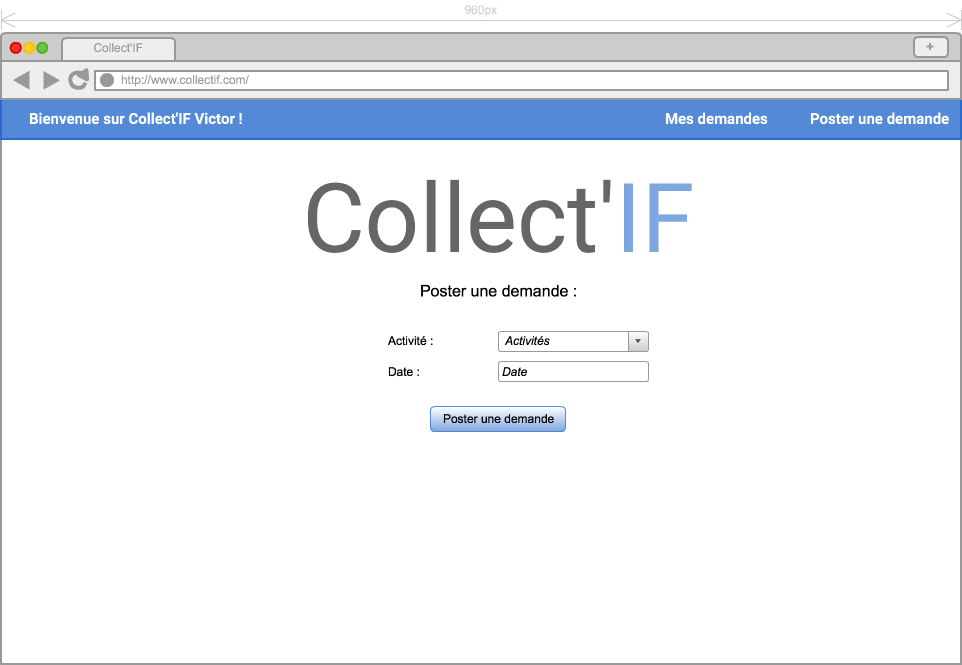 960px
Collect'IF
+
http://www.collectif.com/
Bienvenue sur Collect'IF Victor ! Mes demandes Poster une demande
Collect'IF
Poster une demande :
Activité : Activités
Date : Date
Poster une demande